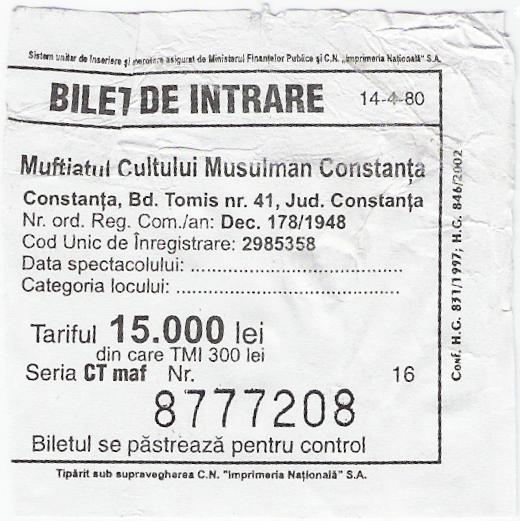 Sistem unitar de înseriere și numerotare asigurat de Ministerul Finanțelor Publice și C.N. „Imprimeria Națională" S.A.
BILET DE INTRARE 14-4-80
Muftiatul Cultului Musulman Constanța
Constanța, Bd. Tomis nr. 41, Jud. Constanța
Nr. ord. Reg. Com./an: Dec. 178/1948
Cod Unic de Înregistrare: 2985358
Data spectacolului: ........................................
Categoria locului: ..........................................
Tariful 15.000 lei
din care TMI 300 lei
Seria CT maf Nr. 16
8777208
Biletul se păstrează pentru control
Tipărit sub supravegherea C.N. "Imprimeria Națională" S.A.
Conf. H.G. 831/1997; H.G. 846/2002